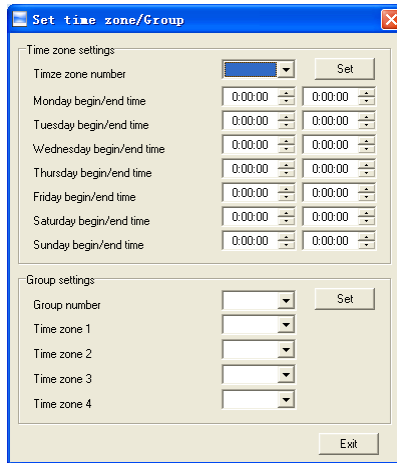 Set time zone/Group
Time zone settings
Timze zone number Set
Monday begin/end time 0:00:00 0:00:00
Tuesday begin/end time 0:00:00 0:00:00
Wednesday begin/end time 0:00:00 0:00:00
Thursday begin/end time 0:00:00 0:00:00
Friday begin/end time 0:00:00 0:00:00
Saturday begin/end time 0:00:00 0:00:00
Sunday begin/end time 0:00:00 0:00:00
Group settings
Group number Set
Time zone 1
Time zone 2
Time zone 3
Time zone 4
Exit